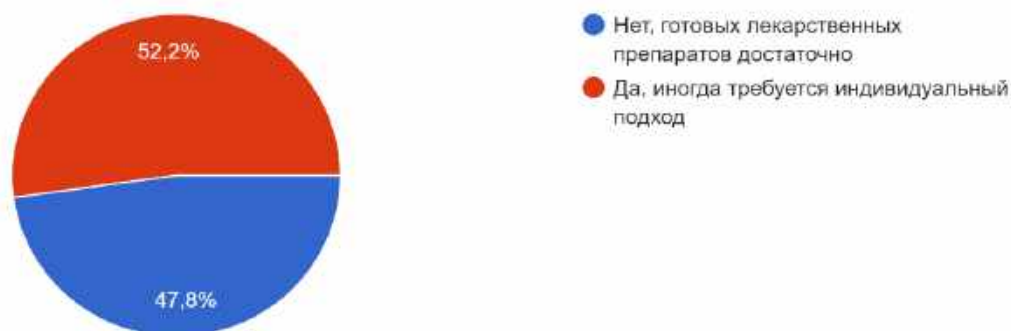 52,2%
47,8%
Нет, готовых лекарственных
препаратов достаточно
Да, иногда требуется индивидуальный
подход